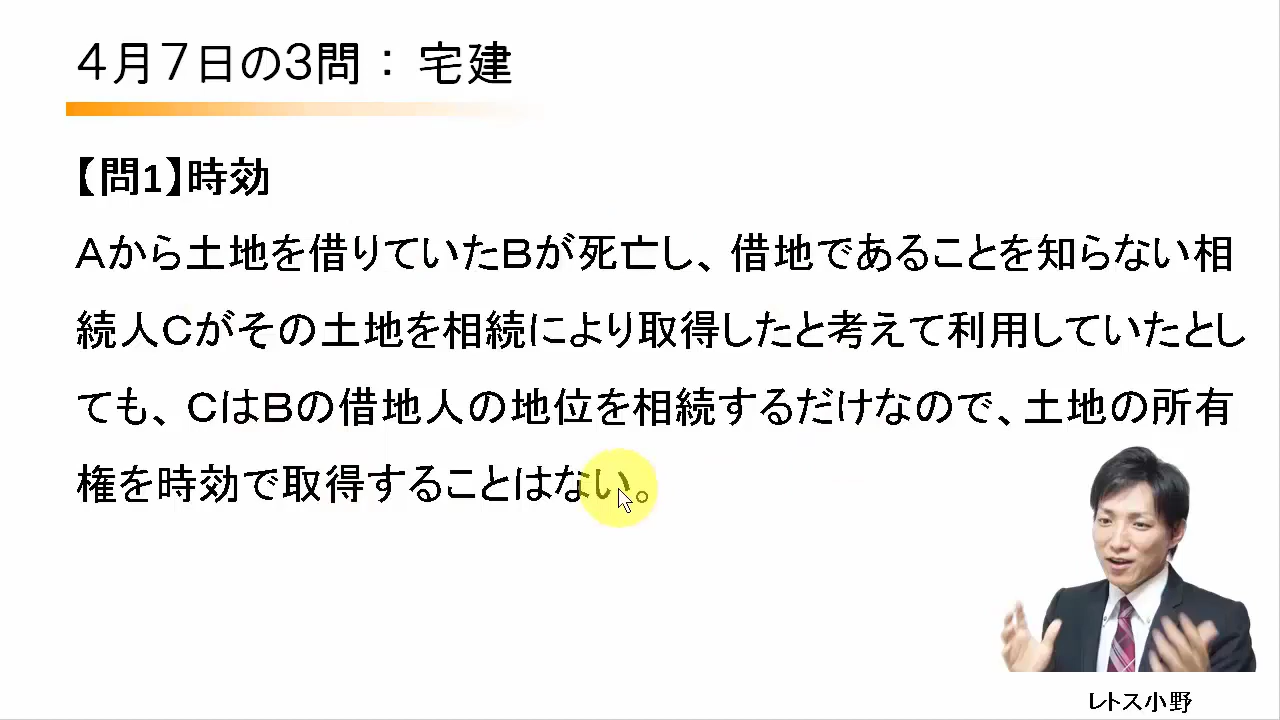 ４月７日の３問：宅建
【問1】時効
Ａから土地を借りていたＢが死亡し、借地であることを知らない相
続人Ｃがその土地を相続により取得したと考えて利用していたとし
ても、ＣはＢの借地人の地位を相続するだけなので、土地の所有
権を時効で取得することはない。
レトス小野